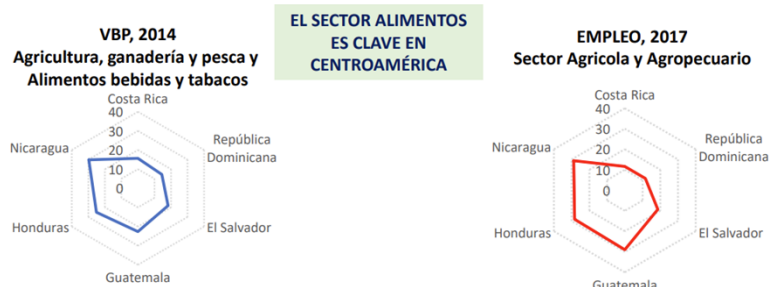 EL SECTOR ALIMENTOS
ES CLAVE EN
CENTROAMÉRICA
VBP, 2014
Agricultura, ganadería y pesca y
Alimentos bebidas y tabacos
Costa Rica
40
30
20
10
0
República
Dominicana
El Salvador
Guatemala
Honduras
Nicaragua
EMPLEO, 2017
Sector Agricola y Agropecuario
Costa Rica
40
30
20
10
0
República
Dominicana
El Salvador
Guatemala
Honduras
Nicaragua